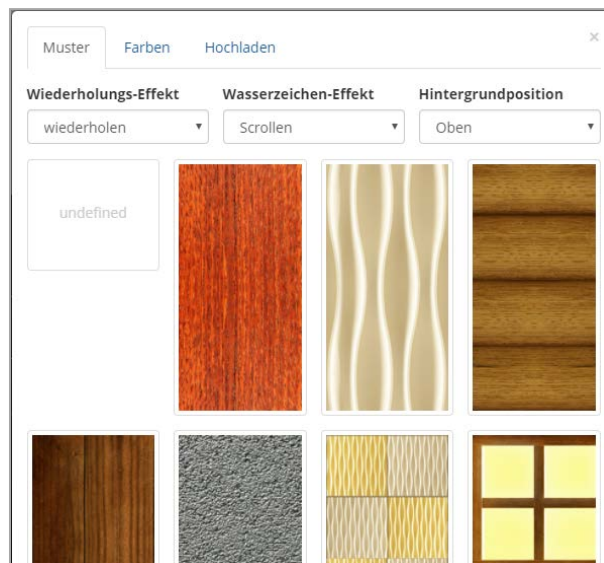 Muster Farben Hochladen ×
Wiederholungs-Effekt Wasserzeichen-Effekt Hintergrundposition
wiederholen Scrollen Oben
undefined